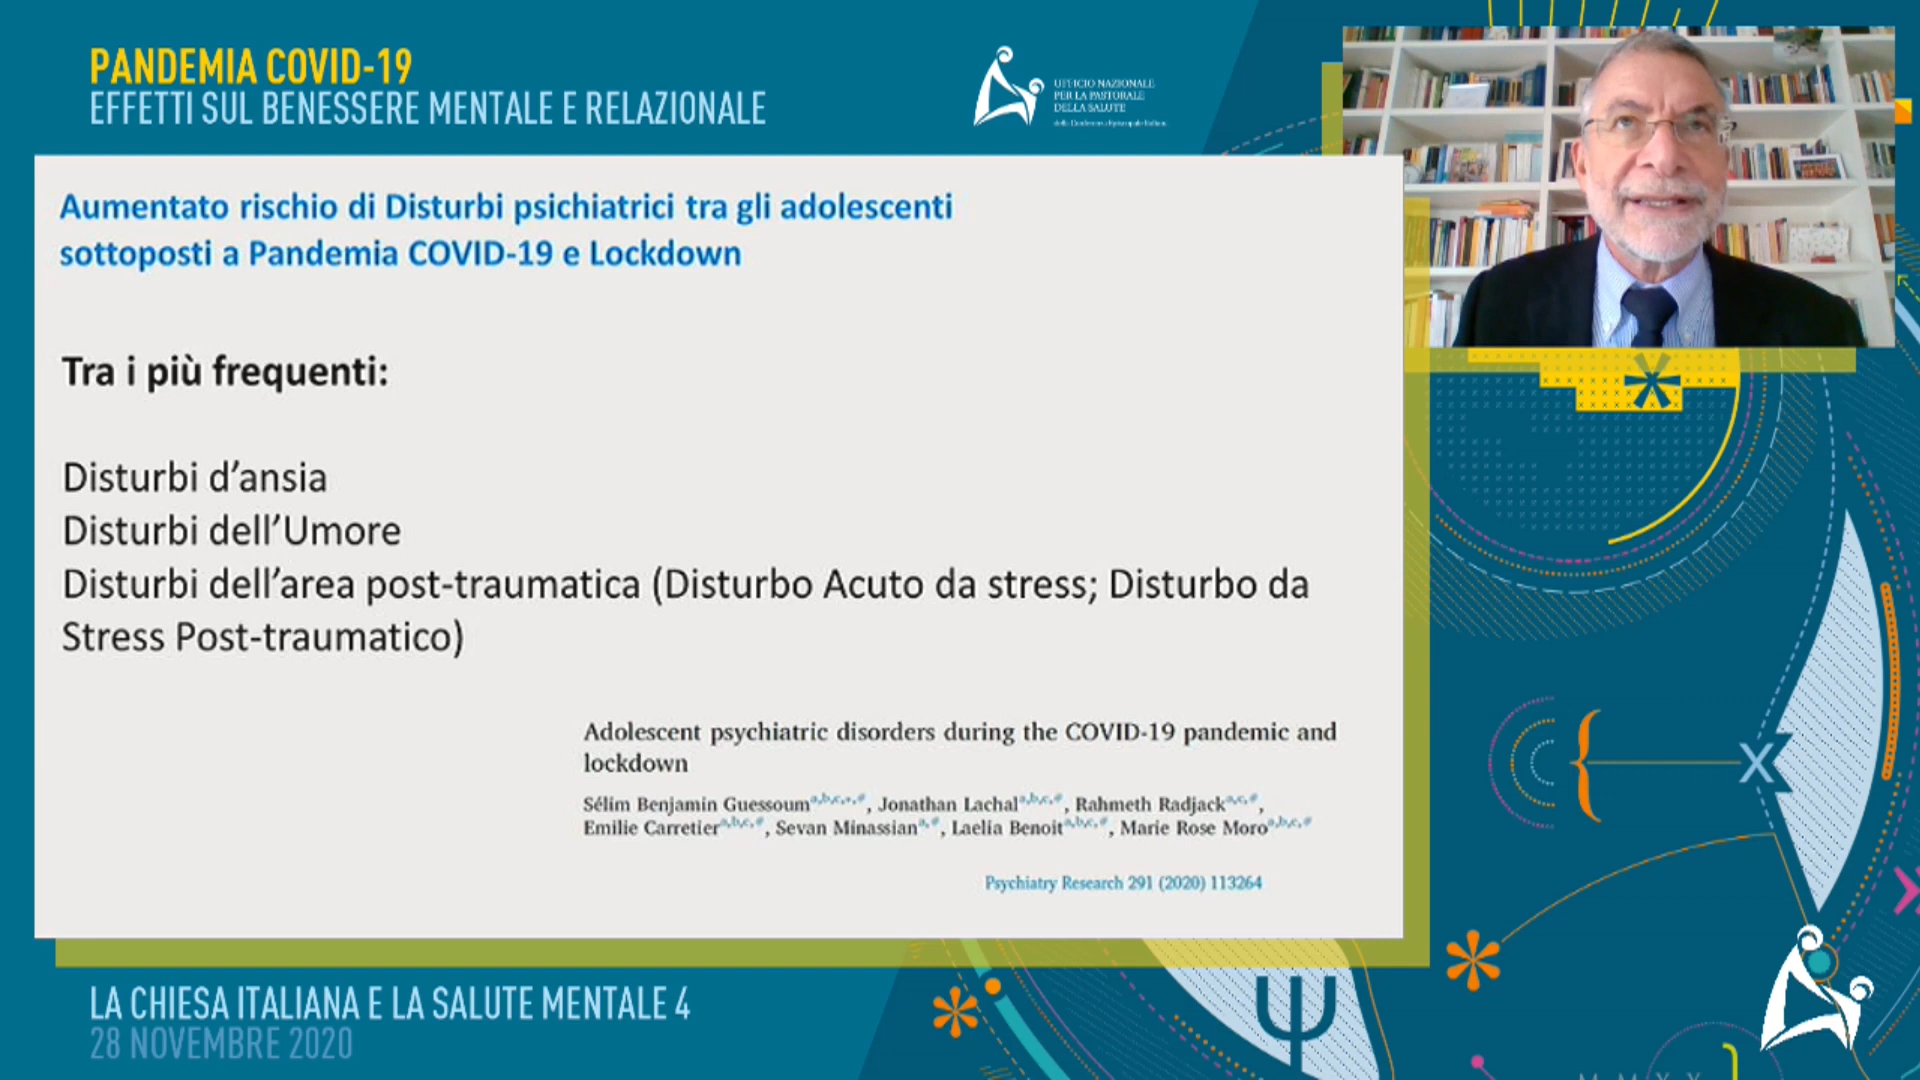 PANDEMIA COVID-19
EFFETTI SUL BENESSERE MENTALE E RELAZIONALE
UFFICIO NAZIONALE
PER LA PASTORALE
DELLA SALUTE
della Conferenza Episcopale Italiana
Aumentato rischio di Disturbi psichiatrici tra gli adolescenti
sottoposti a Pandemia COVID-19 e Lockdown
Tra i più frequenti:
Disturbi d’ansia
Disturbi dell’Umore
Disturbi dell’area post-traumatica (Disturbo Acuto da stress; Disturbo da
Stress Post-traumatico)
Adolescent psychiatric disorders during the COVID-19 pandemic and
lockdown
Sélim Benjamin Guessoum, Jonathan Lachal, Rahmeth Radjack,
Emilie Carretier, Sevan Minassian, Laelia Benoit, Marie Rose Moro
Psychiatry Research 291 (2020) 113264
LA CHIESA ITALIANA E LA SALUTE MENTALE 4
28 NOVEMBRE 2020